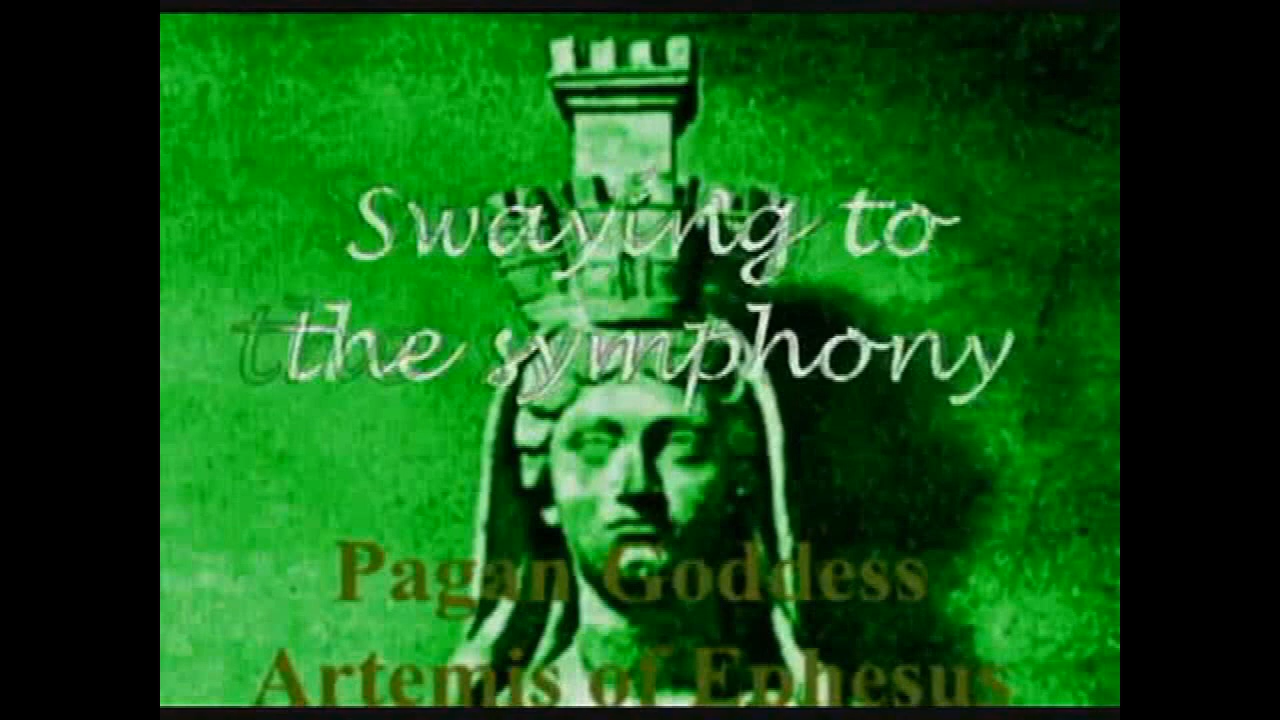 Swaying to
the symphony
Pagan Goddess
Artemis of Ephesus